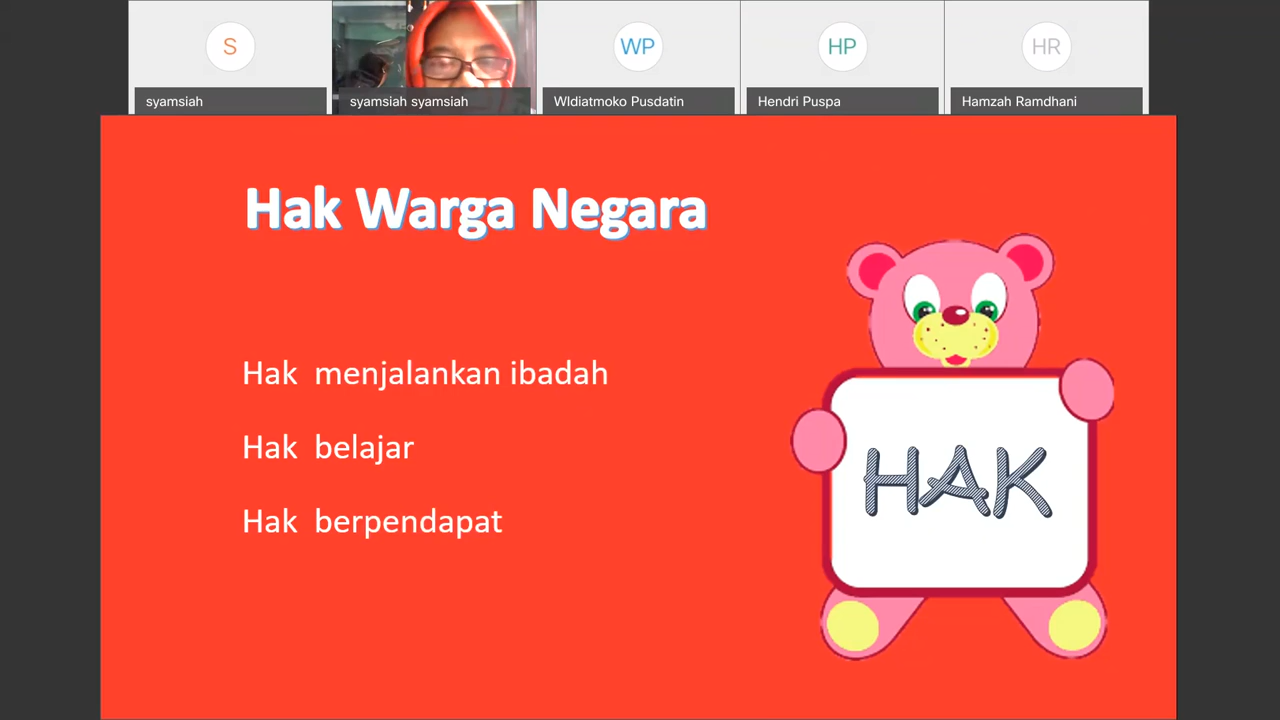 S
WP
HP
HR
syamsiah
syamsiah syamsiah
WIdiatmoko Pusdatin
Hendri Puspa
Hamzah Ramdhani
Hak Warga Negara
Hak menjalankan ibadah
Hak belajar
Hak berpendapat
HAK